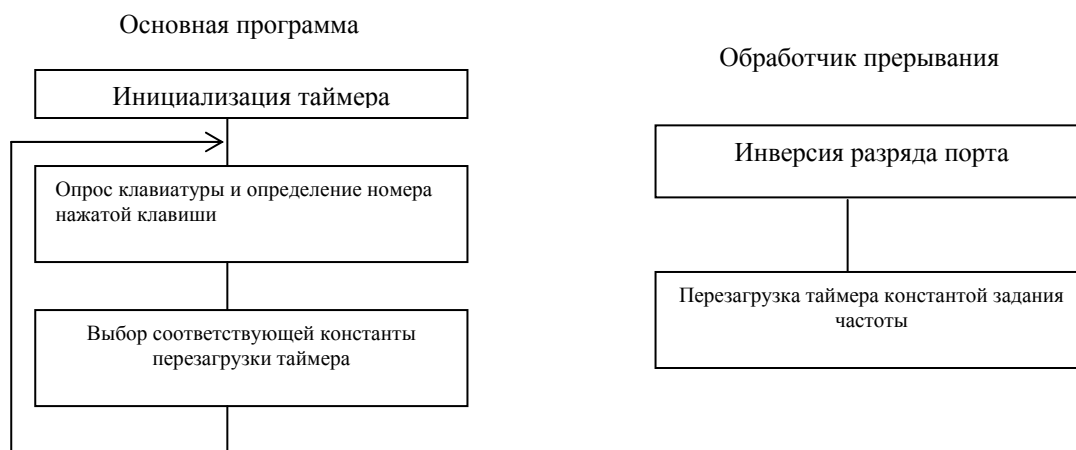 Основная программа
Инициализация таймера
Опрос клавиатуры и определение номера
нажатой клавиши
Выбор соответствующей константы
перезагрузки таймера
Обработчик прерывания
Инверсия разряда порта
Перезагрузка таймера константой задания
частоты